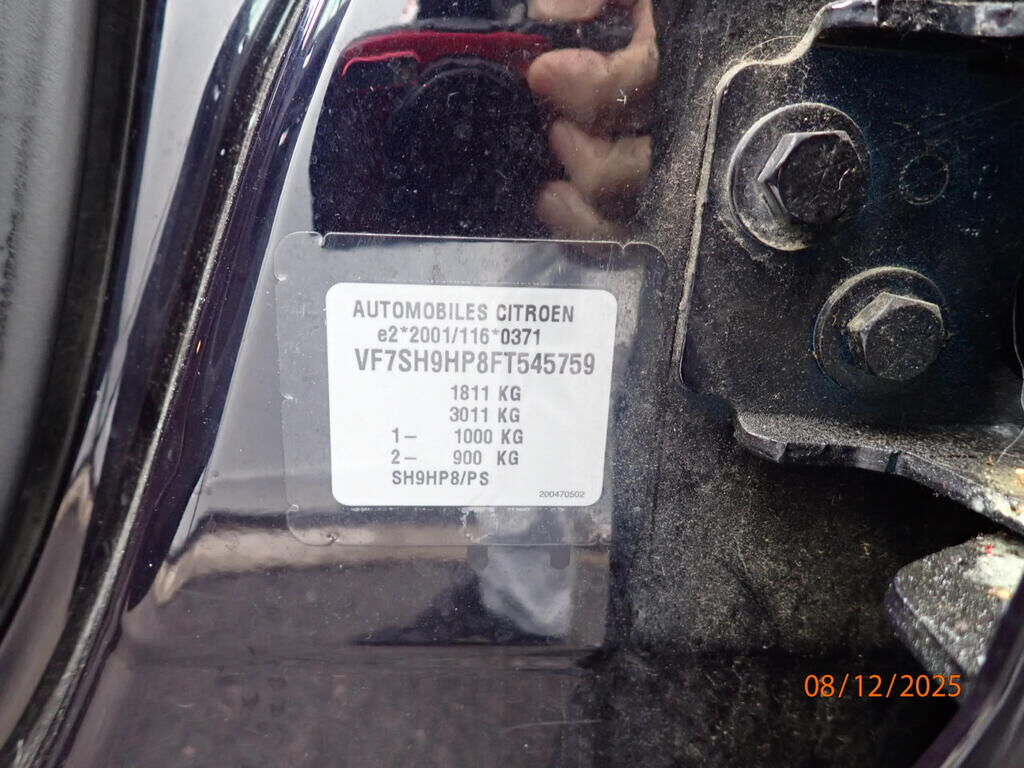 AUTOMOBILES CITROEN
e2*2001/116*0371
VF7SH9HP8FT545759
1811 KG
3011 KG
1– 1000 KG
2– 900 KG
SH9HP8/PS
200470502
08/12/2025